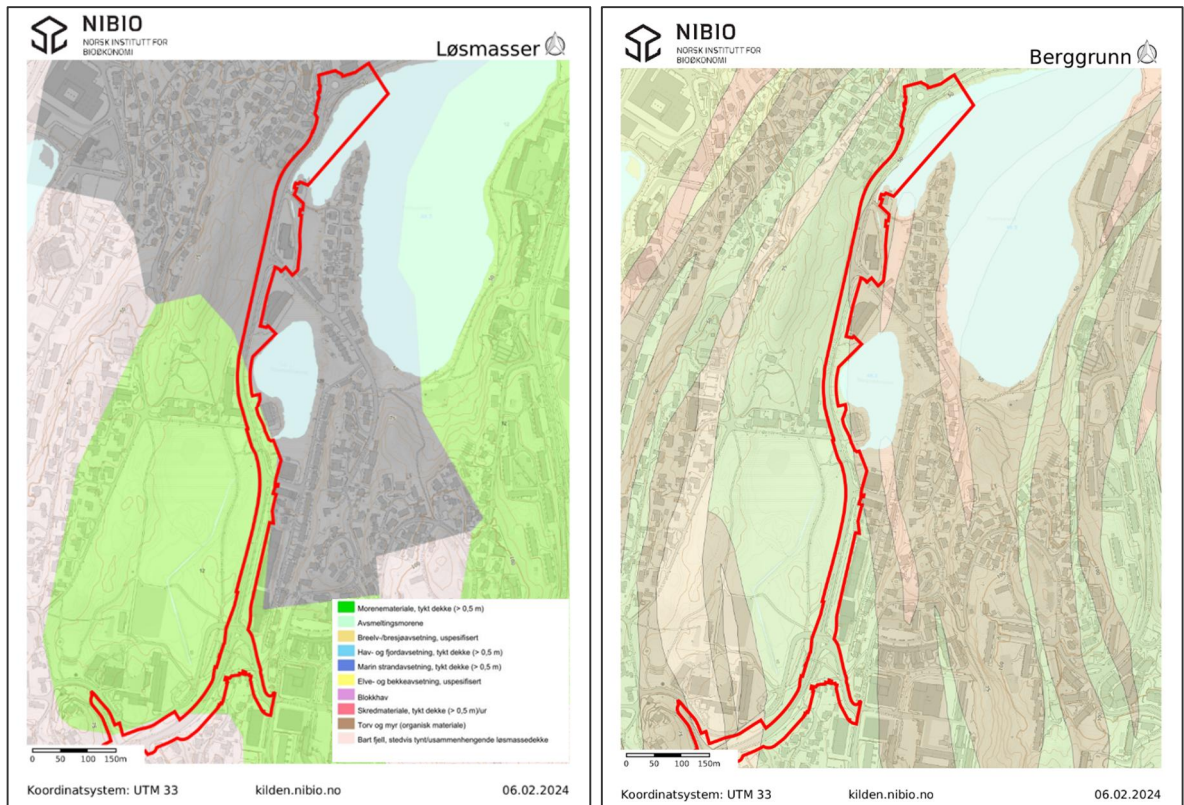 NIBIO
NORSK INSTITUTT FOR
BIOØKONOMI
Løsmasser
Morenemateriale, tykt dekke (> 0,5 m)
Avsmeltingsmorene
Breelv-/bresjøavsetning, uspesifisert
Hav- og fjordavsetning, tykt dekke (> 0,5 m)
Marin strandavsetning, tykt dekke (> 0,5 m)
Elve- og bekkeavsetning, uspesifisert
Blokkhav
Skredmateriale, tykt dekke (> 0,5 m)/ur
Torv og myr (organisk materiale)
Bart fjell, stedvis tynt/usammenhengende løsmassedekke
0 50 100 150m
Koordinatsystem: UTM 33 kilden.nibio.no 06.02.2024
NIBIO
NORSK INSTITUTT FOR
BIOØKONOMI
Berggrunn
0 50 100 150m
Koordinatsystem: UTM 33 kilden.nibio.no 06.02.2024